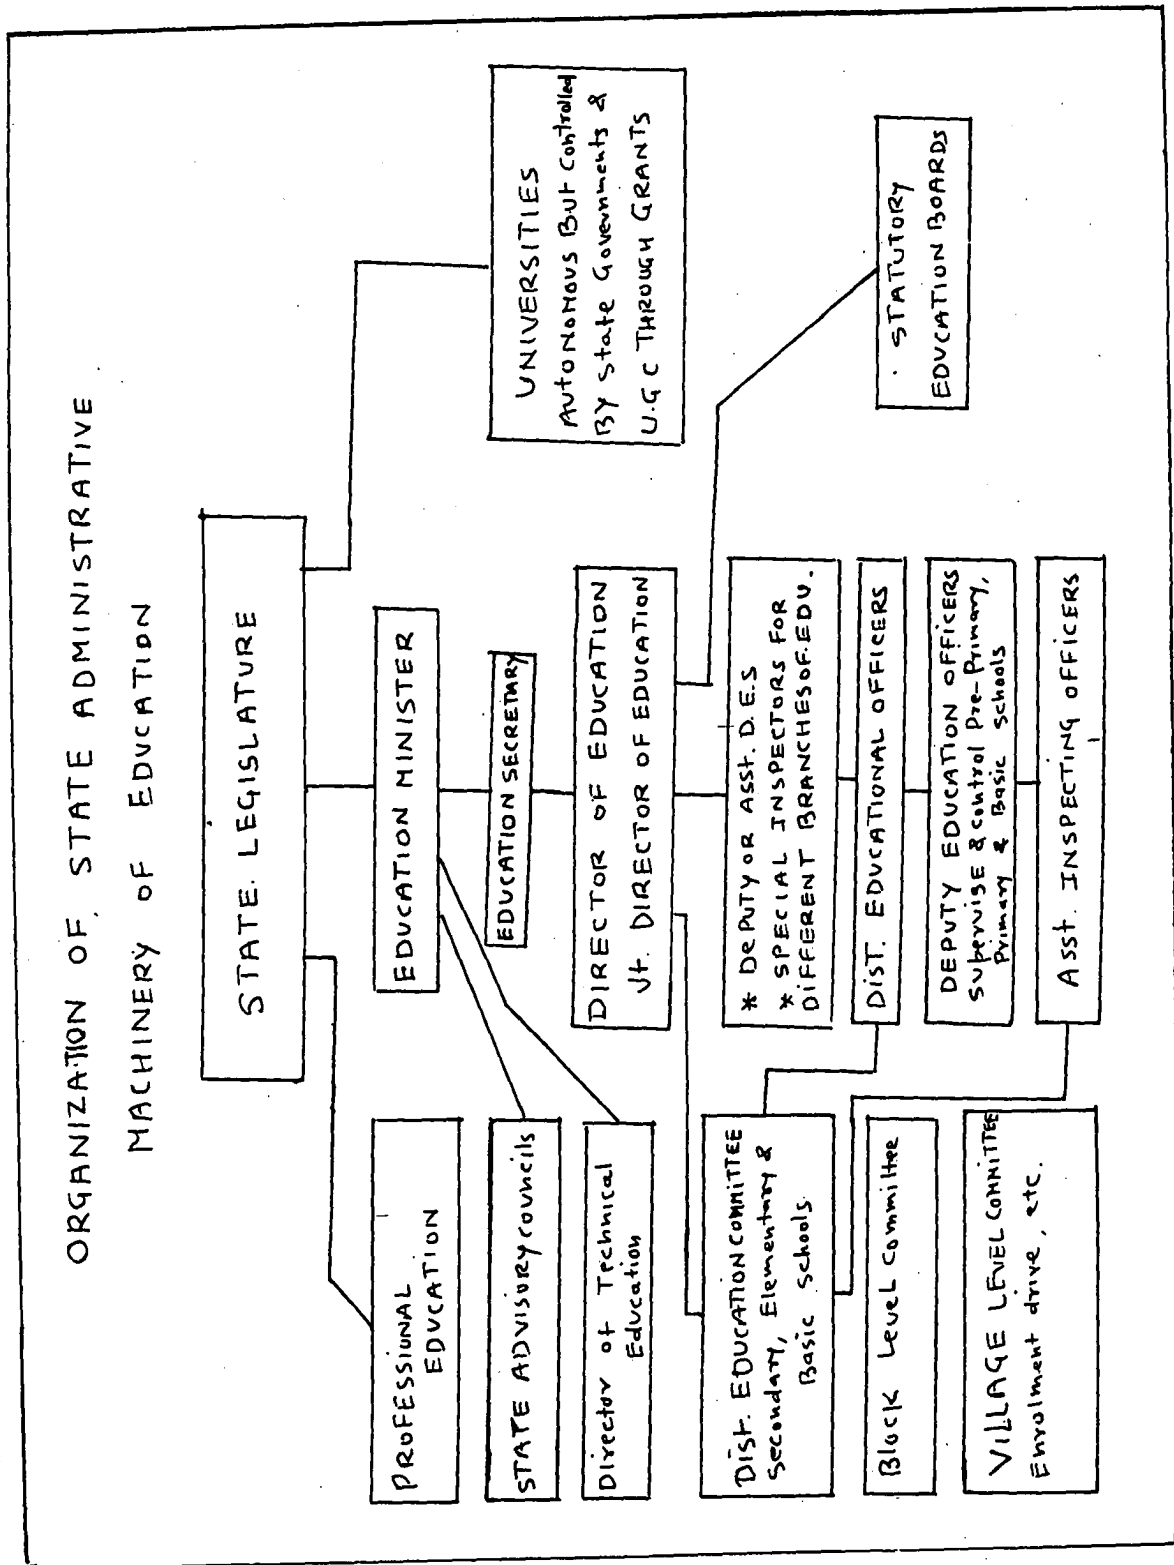 ORGANIZATION OF STATE ADMINISTRATIVE
MACHINERY OF EDUCATION
STATE. LEGISLATURE
PROFESSIONAL
EDUCATION
EDUCATION MINISTER
UNIVERSITIES
AUTONOMOUS BUT Controlled
BY State Governments &
U.G C THROUGH GRANTS
STATE ADVISORY councils
EDUCATION SECRETARY
Director of Technical
Education
DIRECTOR OF EDUCATION
Jt. DIRECTOR OF EDUCATION
Dist. EDUCATION COMMITTEE
Secondary, Elementary &
Basic schools
* DEPUTY OR ASST. D.E.S
* SPECIAL INSPECTORS FOR
DIFFERENT BRANCHES OF. EDU.
STATUTORY
EDUCATION BOARDS
Block Level Committee
DIST. EDUCATIONAL OFFICERS
DEPUTY EDUCATION OFFICERS
Supervise & Control Pre-Primary,
Primary & Basic schools
VILLAGE LEVEL COMMITTEE
Enrolment drive, etc.
Asst. INSPECTING OFFICERS